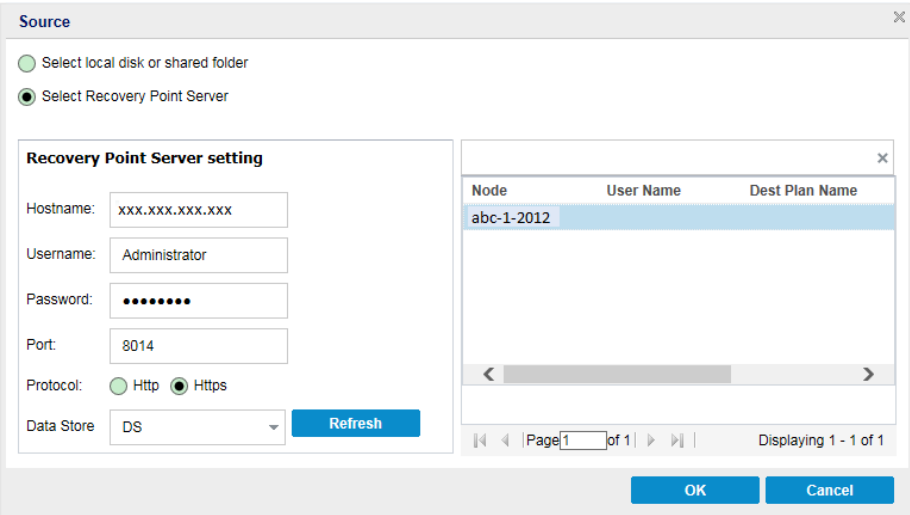 Source
Select local disk or shared folder
Select Recovery Point Server
Recovery Point Server setting
Hostname: xxx.xxx.xxx.xxx
Username: Administrator
Password: ••••••••
Port: 8014
Protocol: Http Https
Data Store DS Refresh
Node User Name Dest Plan Name
abc-1-2012
Page 1 of 1 Displaying 1 - 1 of 1
OK Cancel